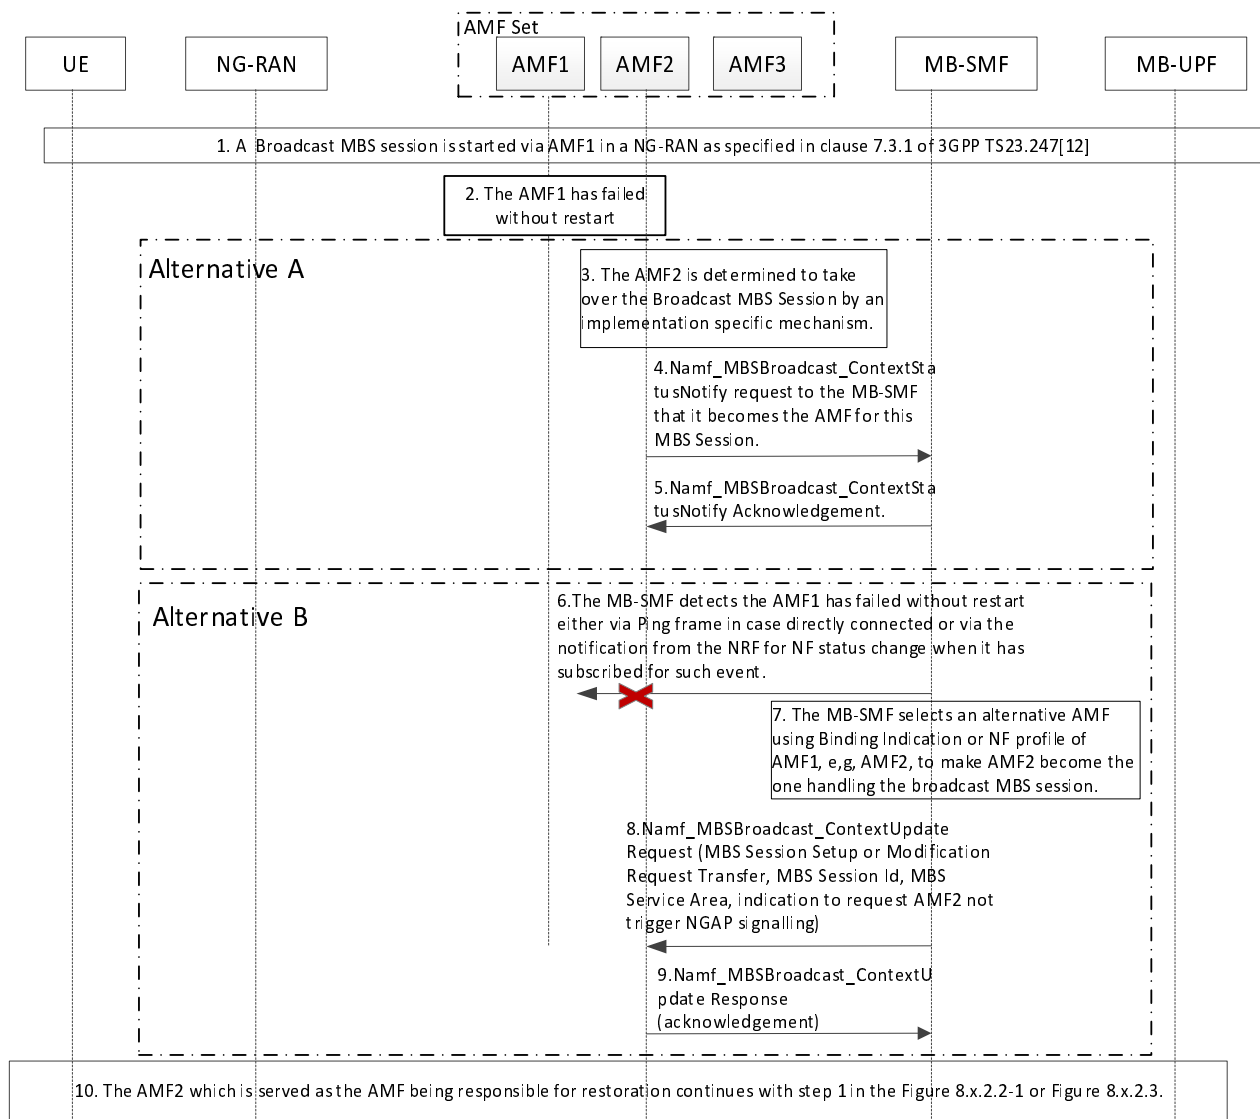 AMF Set
UE
NG-RAN
AMF1
AMF2
AMF3
MB-SMF
MB-UPF
1. A Broadcast MBS session is started via AMF1 in a NG-RAN as specified in clause 7.3.1 of 3GPP TS23.247[12]
2. The AMF1 has failed
without restart
Alternative A
3. The AMF2 is determined to take
over the Broadcast MBS Session by an
implementation specific mechanism.
4.Namf_MBSBroadcast_ContextSta
tusNotify request to the MB-SMF
that it becomes the AMF for this
MBS Session.
5.Namf_MBSBroadcast_ContextSta
tusNotify Acknowledgement.
Alternative B
6.The MB-SMF detects the AMF1 has failed without restart
either via Ping frame in case directly connected or via the
notification from the NRF for NF status change when it has
subscribed for such event.
7. The MB-SMF selects an alternative AMF
using Binding Indication or NF profile of
AMF1, e,g, AMF2, to make AMF2 become the
one handling the broadcast MBS session.
8.Namf_MBSBroadcast_ContextUpdate
Request (MBS Session Setup or Modification
Request Transfer, MBS Session Id, MBS
Service Area, indication to request AMF2 not
trigger NGAP signalling)
9.Namf_MBSBroadcast_ContextU
pdate Response
(acknowledgement)
10. The AMF2 which is served as the AMF being responsible for restoration continues with step 1 in the Figure 8.x.2.2-1 or Figure 8.x.2.3.